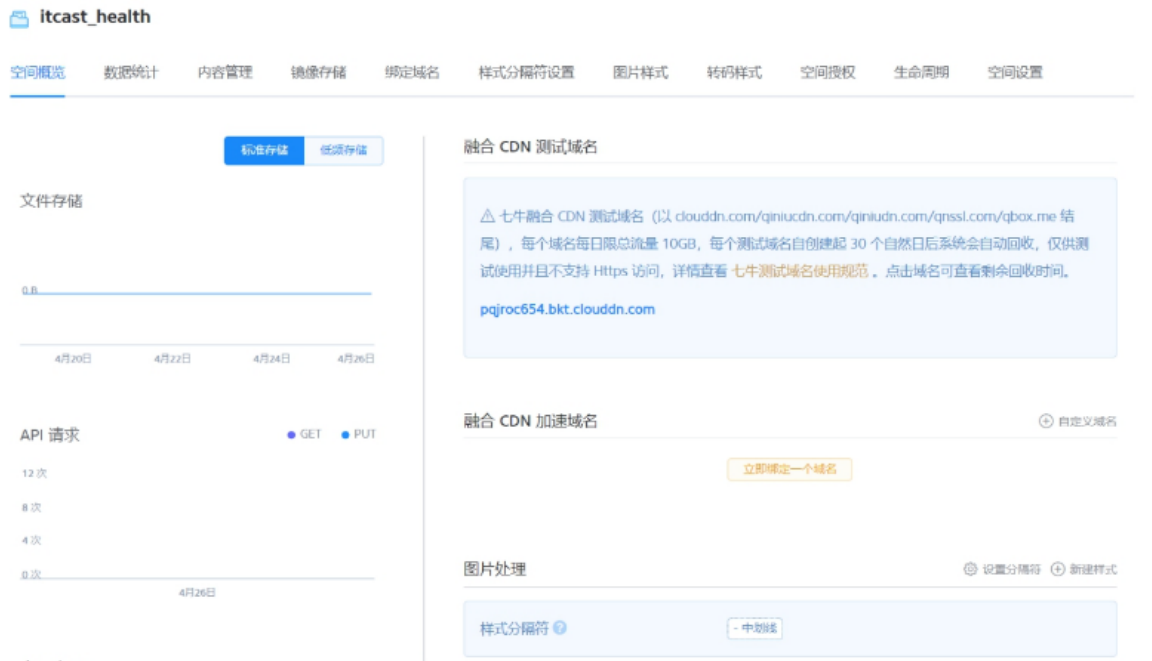 itcast_health
空间概览 数据统计 内容管理 镜像存储 绑定域名 样式分隔符设置 图片样式 转码样式 空间授权 生命周期 空间设置
标准存储 低频存储
文件存储
0 B
4月20日 4月22日 4月24日 4月26日
API 请求 GET PUT
12 次
8 次
4 次
0 次
4月26日
融合 CDN 测试域名
七牛融合 CDN 测试域名（以 clouddn.com/qiniucdn.com/qiniudn.com/qnssl.com/qbox.me 结
尾），每个域名每日限总流量 10GB，每个测试域名自创建起 30 个自然日后系统会自动回收，仅供测
试使用并且不支持 Https 访问，详情查看 七牛测试域名使用规范 。点击域名可查看剩余回收时间。
pqjroc654.bkt.clouddn.com
融合 CDN 加速域名 自定义域名
立即绑定一个域名
图片处理 设置分隔符 新建样式
样式分隔符 ? - 中划线